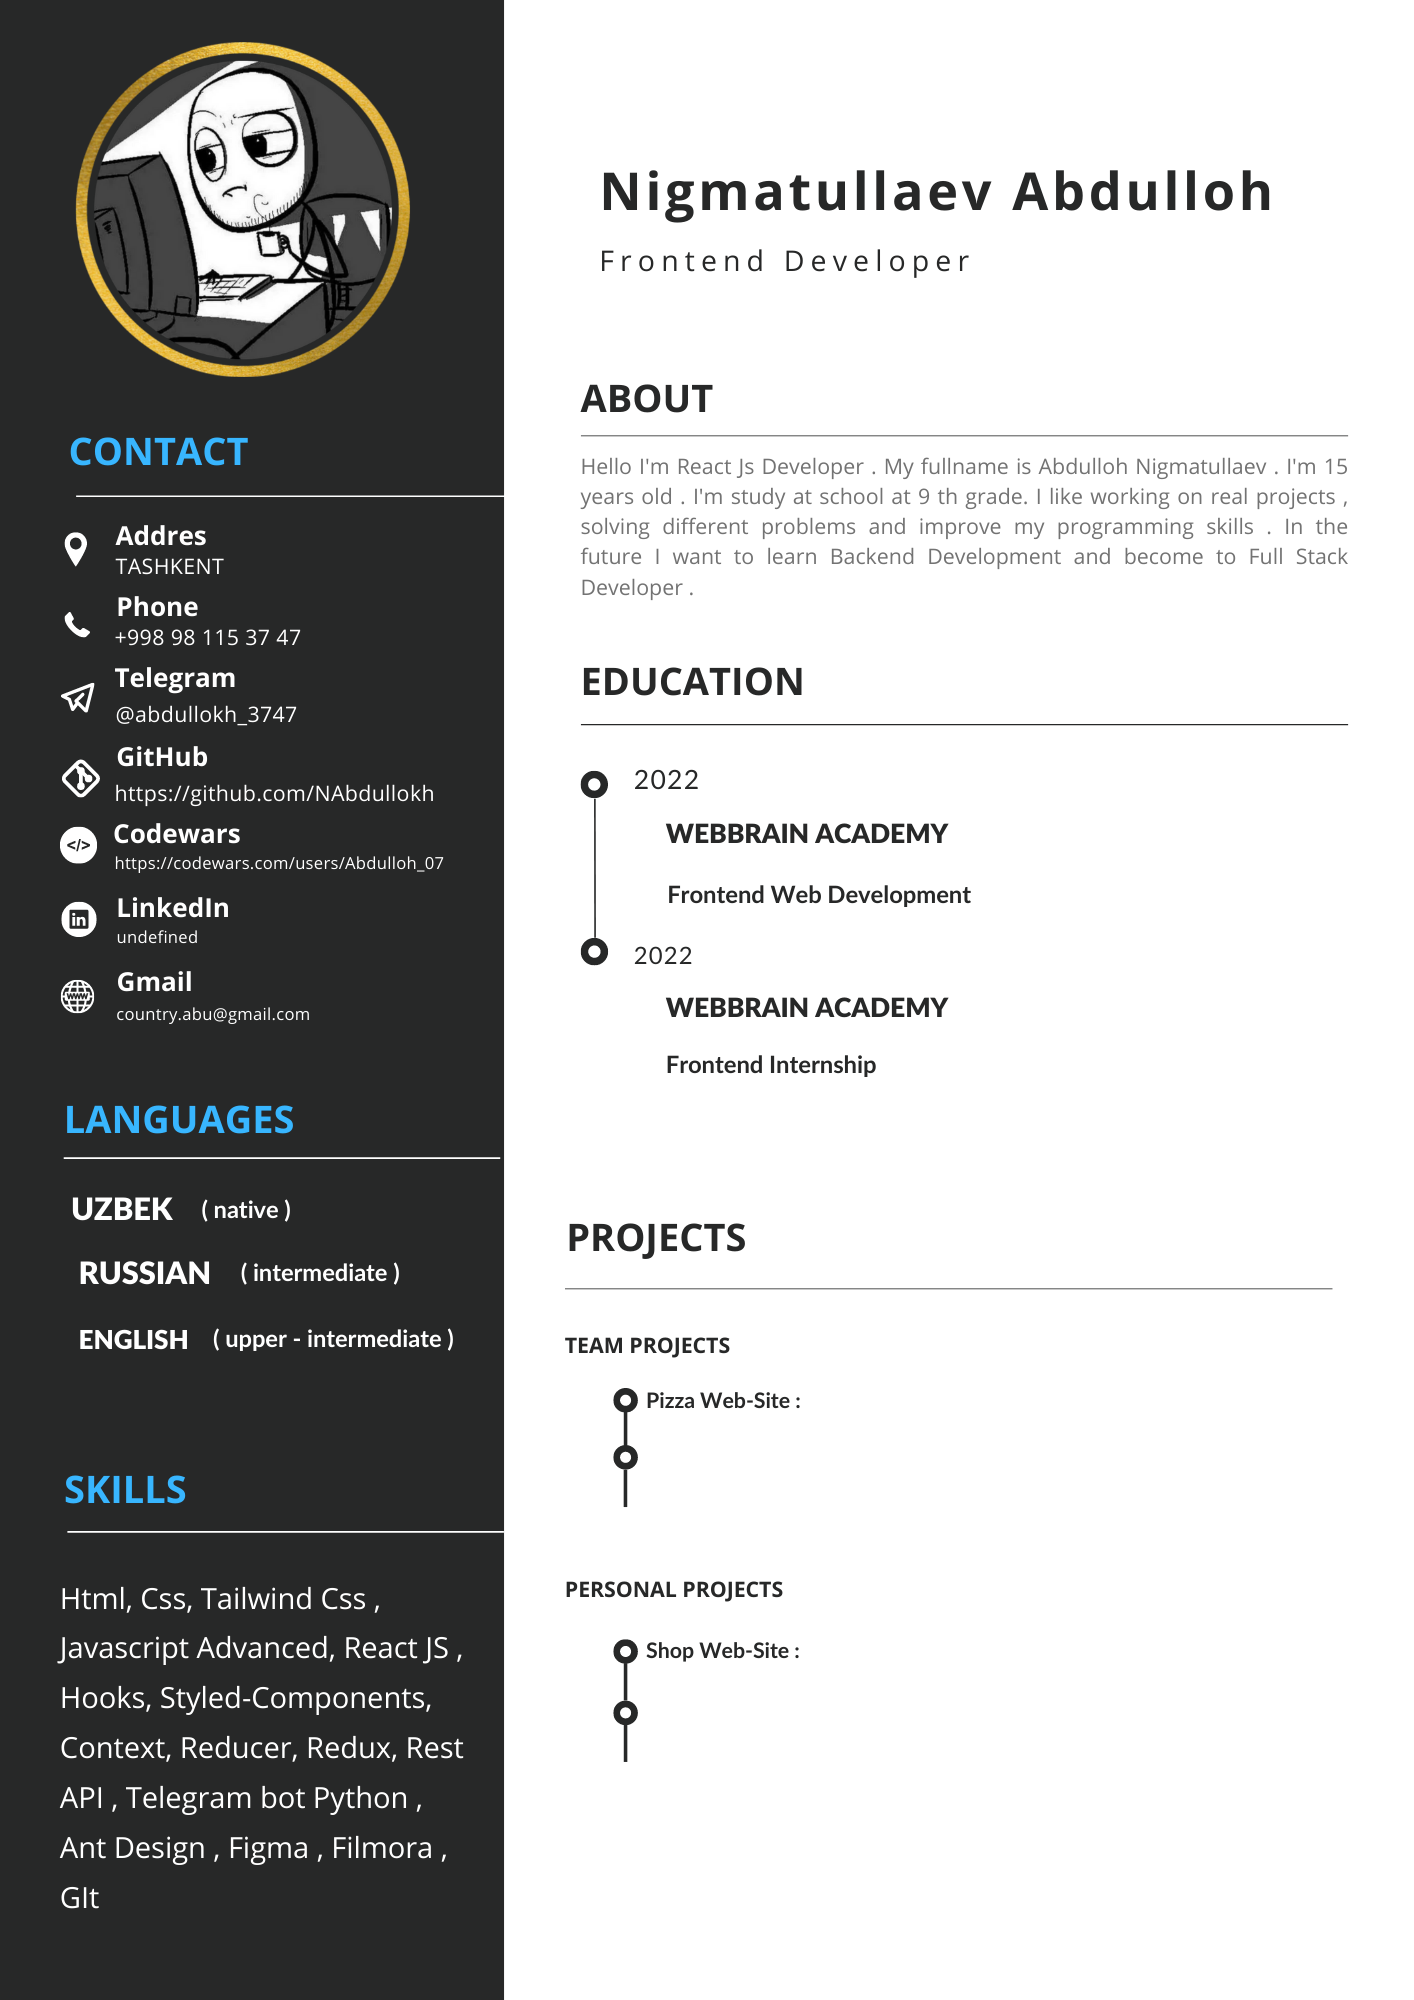 CONTACT
Addres
TASHKENT
Phone
+998 98 115 37 47
Telegram
@abdullokh_3747
GitHub
https://github.com/NAbdullokh
</>
Codewars
https://codewars.com/users/Abdulloh_07
in
LinkedIn
undefined
WWW
Gmail
country.abu@gmail.com
LANGUAGES
UZBEK ( native )
RUSSIAN ( intermediate )
ENGLISH ( upper - intermediate )
SKILLS
Html, Css, Tailwind Css ,
Javascript Advanced, React JS ,
Hooks, Styled-Components,
Context, Reducer, Redux, Rest
API , Telegram bot Python ,
Ant Design , Figma , Filmora ,
GIt
Nigmatullaev Abdulloh
Frontend Developer
ABOUT
Hello I'm React Js Developer . My fullname is Abdulloh Nigmatullaev . I'm 15
years old . I'm study at school at 9 th grade. I like working on real projects ,
solving different problems and improve my programming skills . In the
future I want to learn Backend Development and become to Full Stack
Developer .
EDUCATION
2022
WEBBRAIN ACADEMY
Frontend Web Development
2022
WEBBRAIN ACADEMY
Frontend Internship
PROJECTS
TEAM PROJECTS
Pizza Web-Site :
PERSONAL PROJECTS
Shop Web-Site :